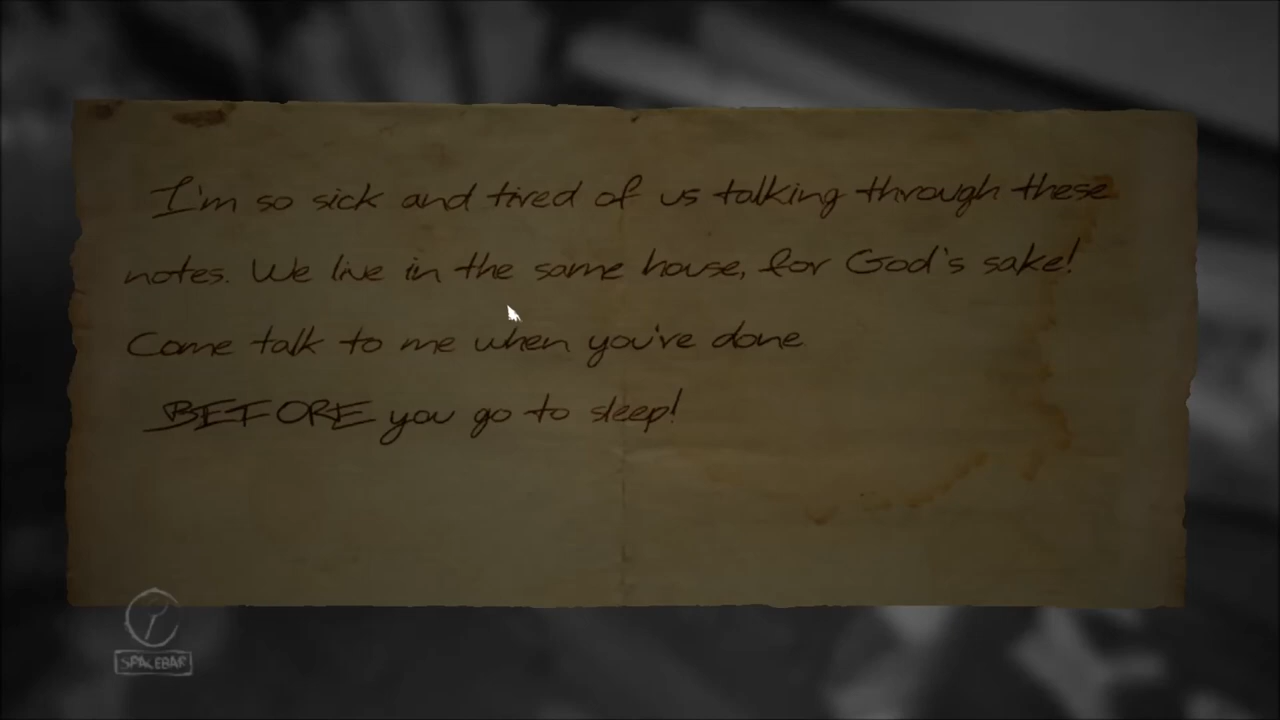 I'm so sick and tired of us talking through these
notes. We live in the same house, for God's sake!
Come talk to me when you're done.
BEFORE you go to sleep!
SPACEBAR